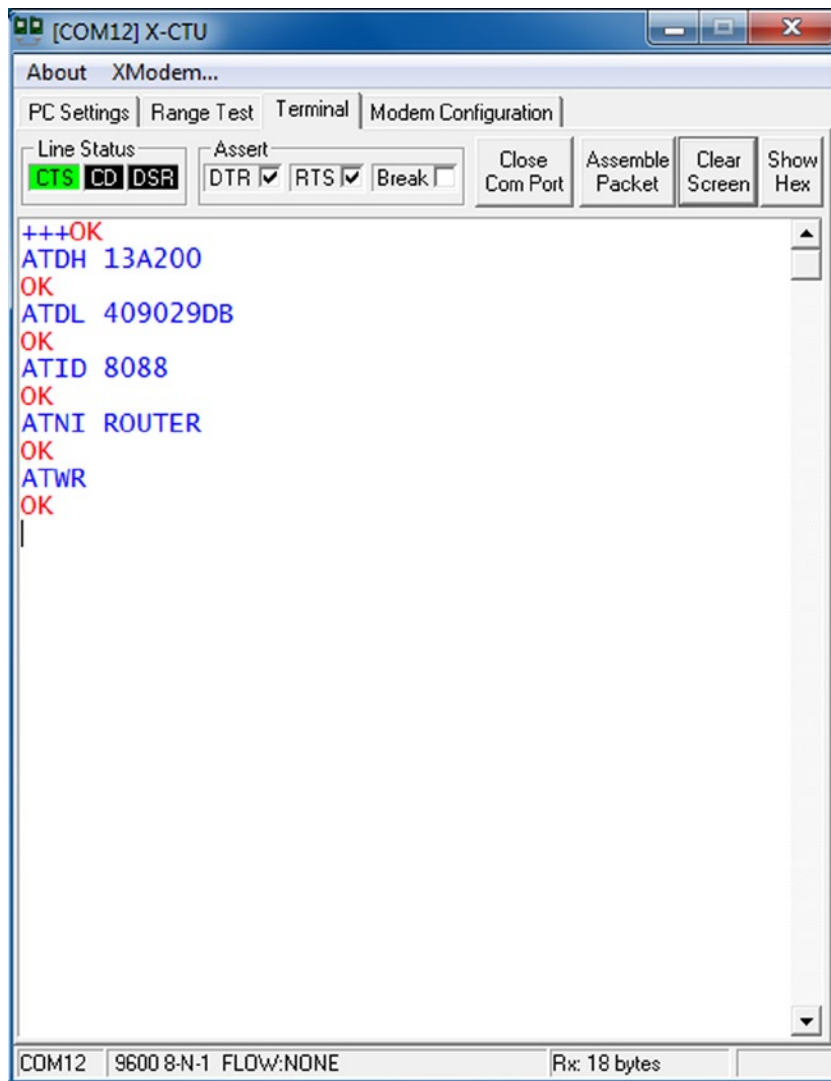 [COM12] X-CTU
About XModem...
PC Settings Range Test Terminal Modem Configuration
Line Status
CTS CD DSR
Assert
DTR RTS Break
Close Com Port
Assemble Packet
Clear Screen
Show Hex
+++OK
ATDH 13A200
OK
ATDL 409029DB
OK
ATID 8088
OK
ATNI ROUTER
OK
ATWR
OK
COM12 9600 8-N-1 FLOW:NONE Rx: 18 bytes